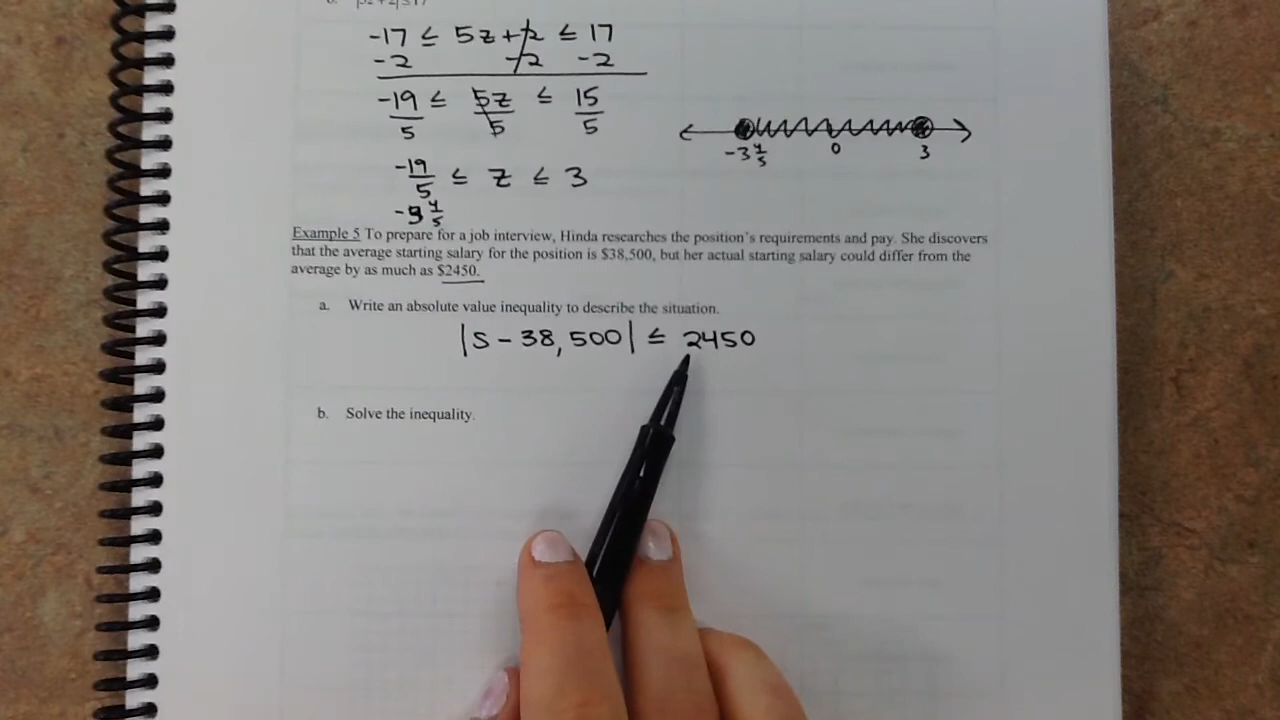 -17 ≤ 5z+2 ≤ 17
-2 -2 -2
-19/5 ≤ 5z/5 ≤ 15/5
-19/5 ≤ z ≤ 3
-3 4/5
-3 4/5 0 3
Example 5 To prepare for a job interview, Hinda researches the position's requirements and pay. She discovers
that the average starting salary for the position is $38,500, but her actual starting salary could differ from the
average by as much as $2450.
a. Write an absolute value inequality to describe the situation.
|S - 38,500| ≤ 2450
b. Solve the inequality.